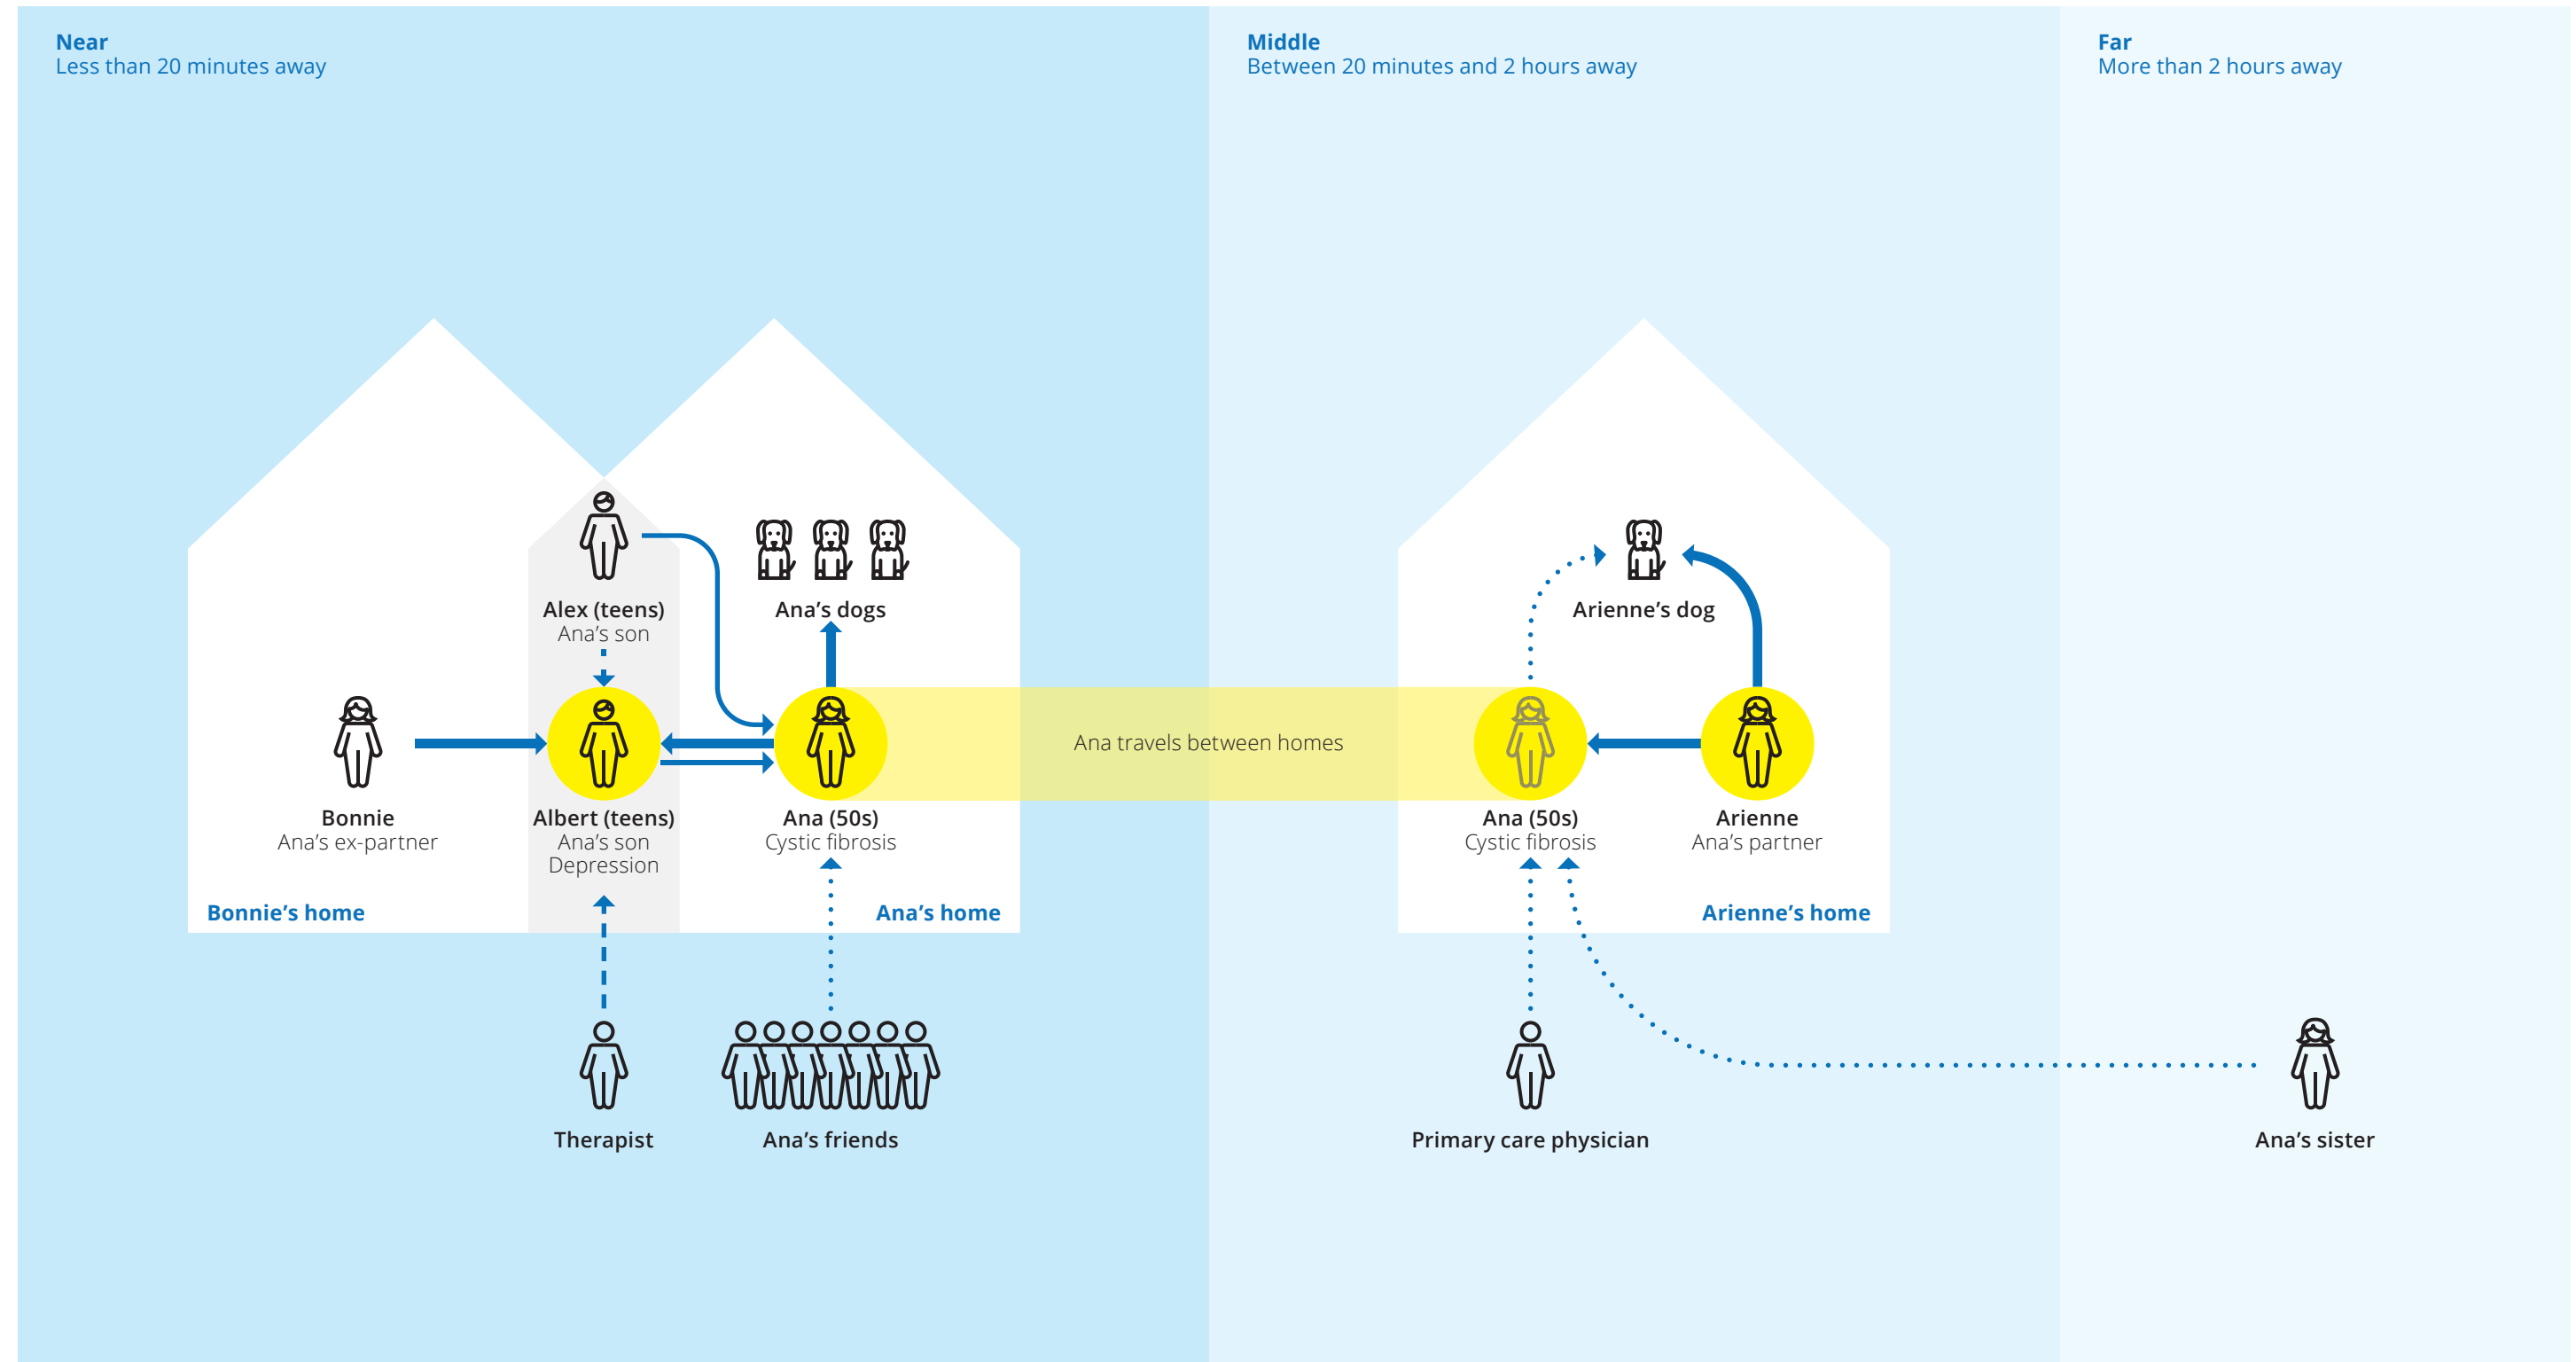 Near
Less than 20 minutes away
Middle
Between 20 minutes and 2 hours away
Far
More than 2 hours away
Alex (teens)
Ana’s son
Ana’s dogs
Arienne’s dog
Bonnie
Ana’s ex-partner
Albert (teens)
Ana’s son
Depression
Ana (50s)
Cystic fibrosis
Ana travels between homes
Ana (50s)
Cystic fibrosis
Arienne
Ana’s partner
Bonnie’s home
Ana’s home
Arienne’s home
Therapist
Ana’s friends
Primary care physician
Ana’s sister